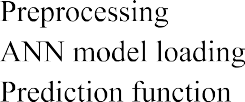 Preprocessing
ANN model loading
Prediction function